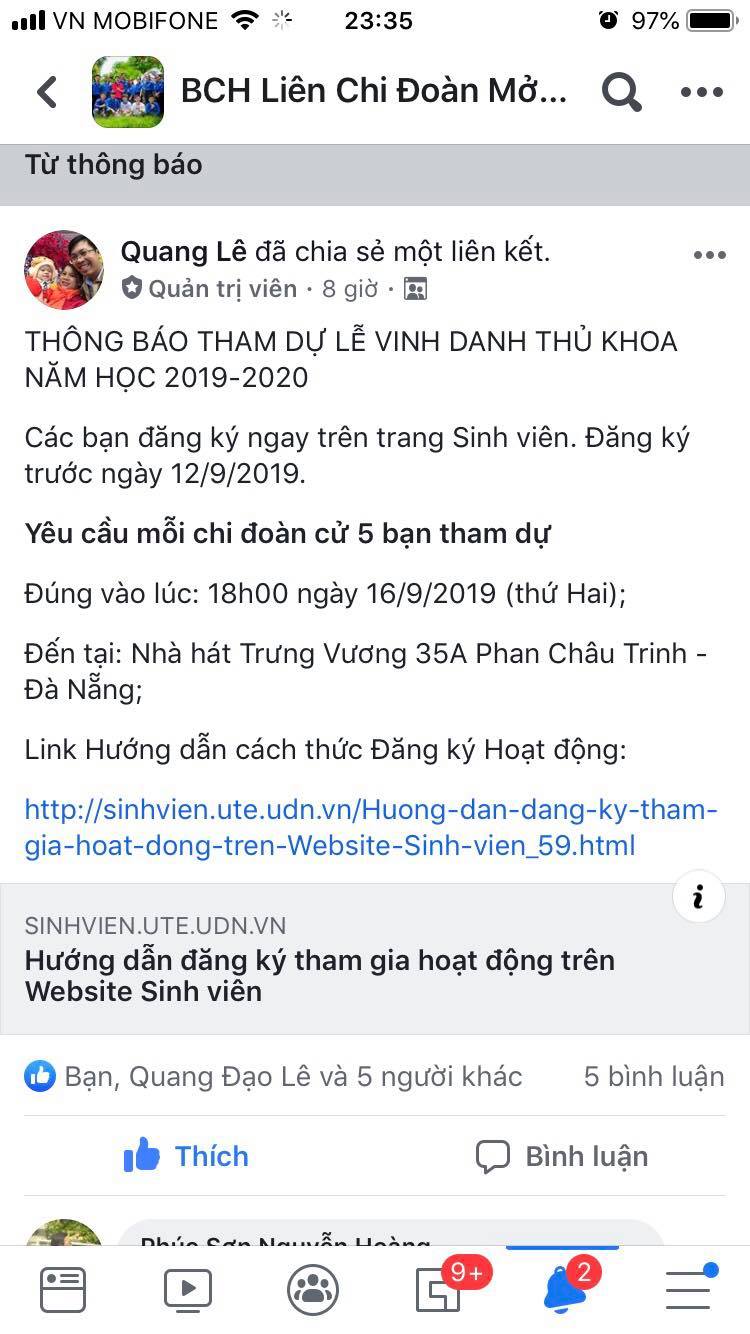 VN MOBIFONE 23:35 97%
BCH Liên Chi Đoàn Mở...
Từ thông báo
Quang Lê đã chia sẻ một liên kết.
Quản trị viên · 8 giờ ·
THÔNG BÁO THAM DỰ LỄ VINH DANH THỦ KHOA
NĂM HỌC 2019-2020
Các bạn đăng ký ngay trên trang Sinh viên. Đăng ký
trước ngày 12/9/2019.
Yêu cầu mỗi chi đoàn cử 5 bạn tham dự
Đúng vào lúc: 18h00 ngày 16/9/2019 (thứ Hai);
Đến tại: Nhà hát Trưng Vương 35A Phan Châu Trinh -
Đà Nẵng;
Link Hướng dẫn cách thức Đăng ký Hoạt động:
http://sinhvien.ute.udn.vn/Huong-dan-dang-ky-tham-
gia-hoat-dong-tren-Website-Sinh-vien_59.html
SINHVIEN.UTE.UDN.VN
Hướng dẫn đăng ký tham gia hoạt động trên
Website Sinh viên
Bạn, Quang Đạo Lê và 5 người khác 5 bình luận
Thích Bình luận
Phúc Sơn Nguyễn Hoàng
9+ 2